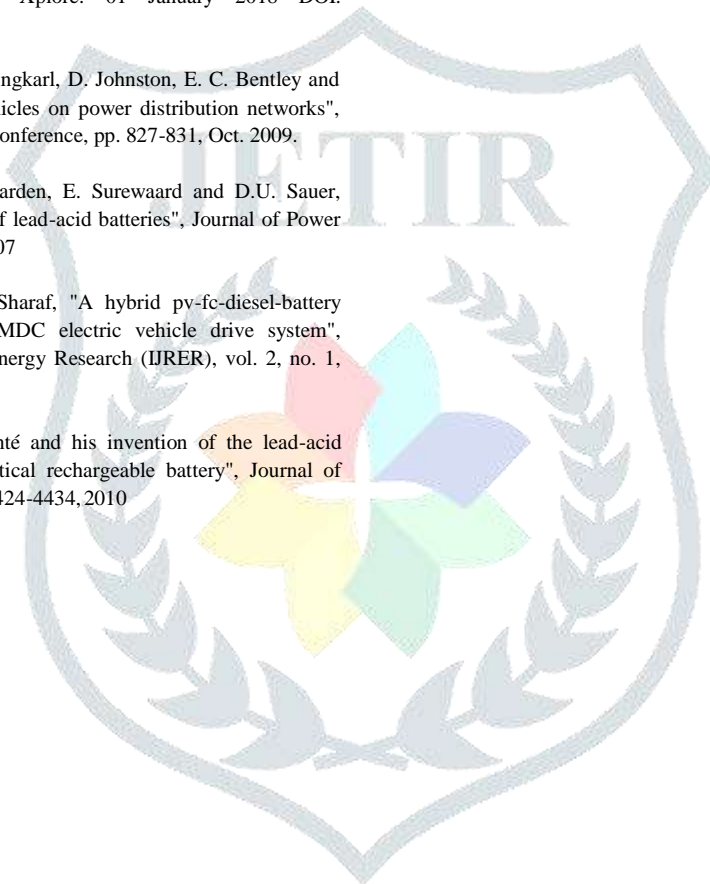 Xplore. 01 January 2018 DOI:
ngkarl, D. Johnston, E. C. Bentley and
icles on power distribution networks",
onference, pp. 827-831, Oct. 2009.
arden, E. Surewaard and D.U. Sauer,
f lead-acid batteries", Journal of Power
07
Sharaf, "A hybrid pv-fc-diesel-battery
MDC electric vehicle drive system",
nergy Research (IJRER), vol. 2, no. 1,
nté and his invention of the lead-acid
tical rechargeable battery", Journal of
424-4434, 2010
JETIR